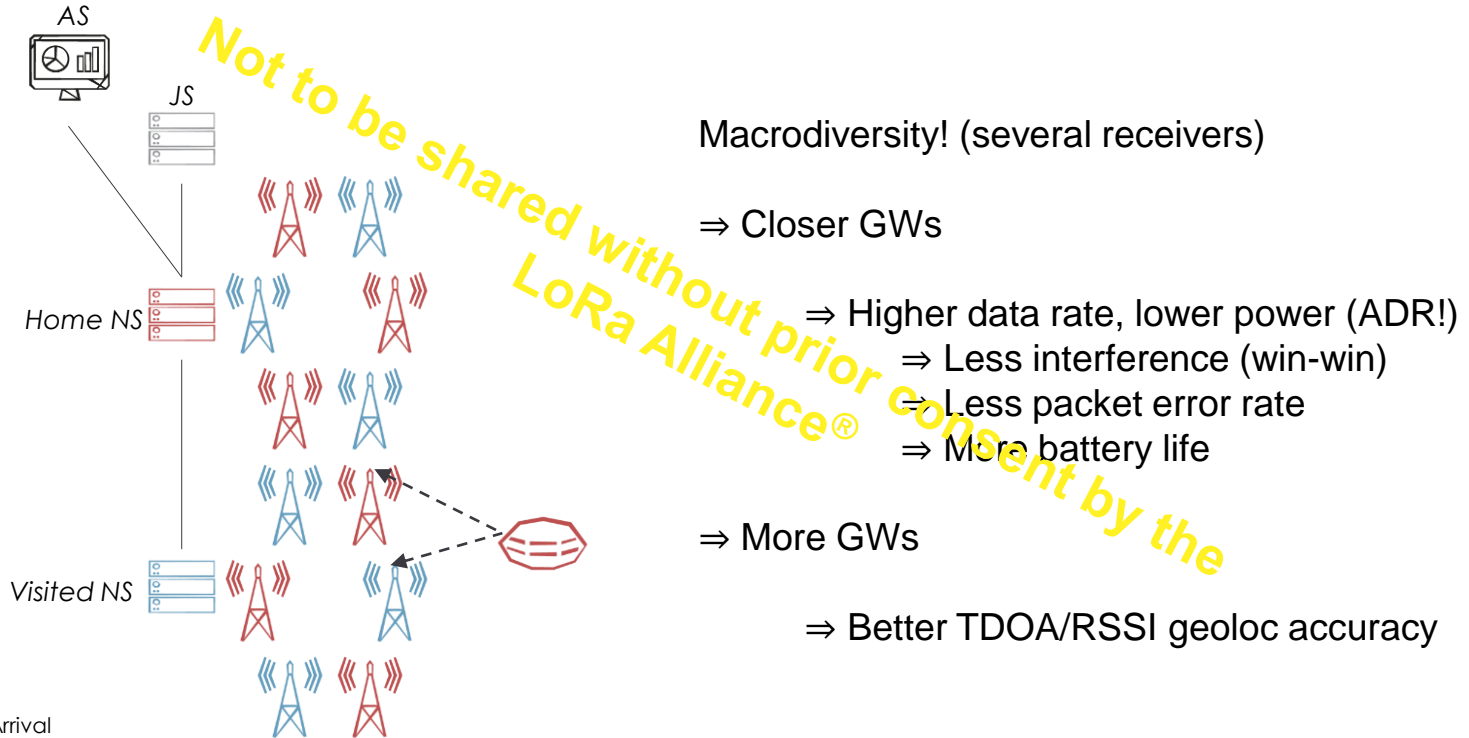 AS
JS
Home NS
Visited NS
Macrodiversity! (several receivers)
⇒ Closer GWs
⇒ Higher data rate, lower power (ADR!)
⇒ Less interference (win-win)
⇒ Less packet error rate
⇒ More battery life
⇒ More GWs
⇒ Better TDOA/RSSI geoloc accuracy
Not to be shared without prior consent by the
LoRa Alliance®
Arrival